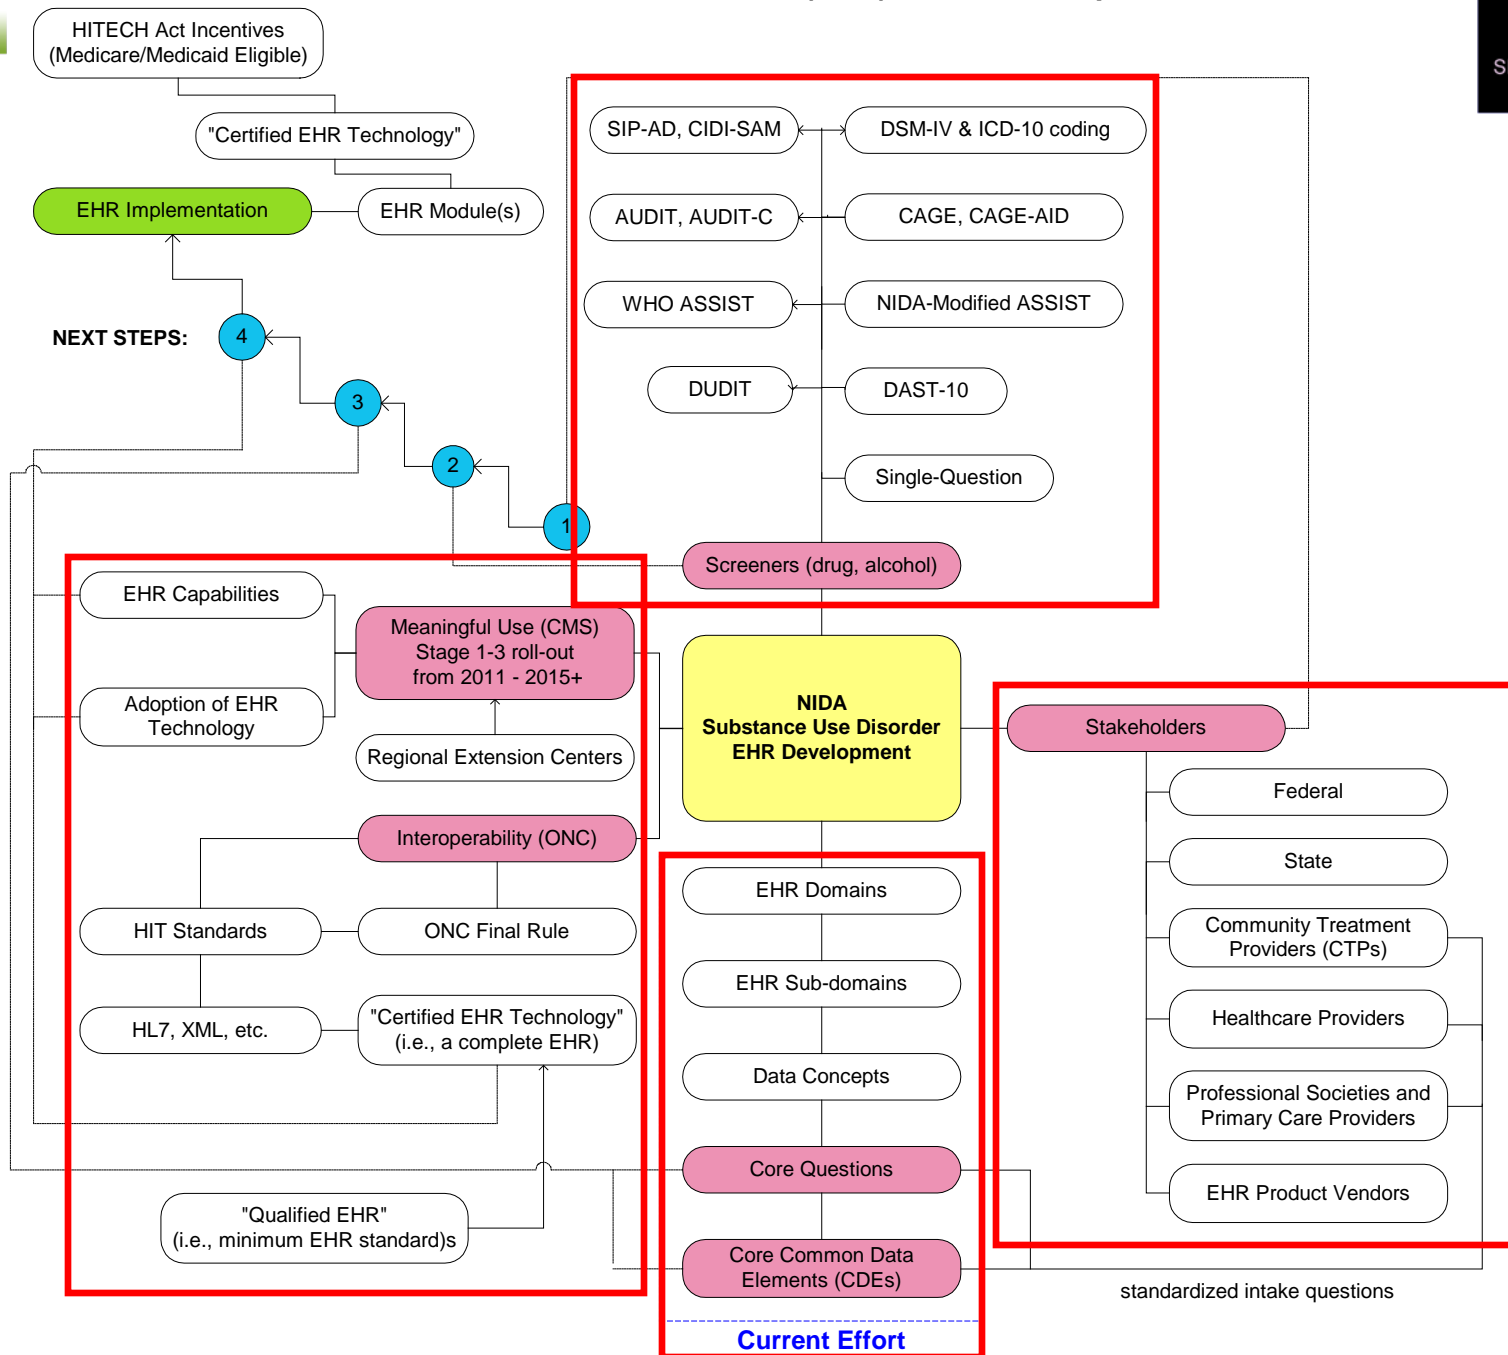 HITECH Act Incentives
(Medicare/Medicaid Eligible)
"Certified EHR Technology"
EHR Implementation
EHR Module(s)
NEXT STEPS:
4
3
2
1
SIP-AD, CIDI-SAM
DSM-IV & ICD-10 coding
AUDIT, AUDIT-C
CAGE, CAGE-AID
WHO ASSIST
NIDA-Modified ASSIST
DUDIT
DAST-10
Single-Question
Screeners (drug, alcohol)
EHR Capabilities
Meaningful Use (CMS)
Stage 1-3 roll-out
from 2011 - 2015+
Adoption of EHR
Technology
Regional Extension Centers
Interoperability (ONC)
HIT Standards
ONC Final Rule
HL7, XML, etc.
"Certified EHR Technology"
(i.e., a complete EHR)
"Qualified EHR"
(i.e., minimum EHR standard)s
NIDA
Substance Use Disorder
EHR Development
EHR Domains
EHR Sub-domains
Data Concepts
Core Questions
Core Common Data
Elements (CDEs)
Current Effort
Stakeholders
Federal
State
Community Treatment
Providers (CTPs)
Healthcare Providers
Professional Societies and
Primary Care Providers
EHR Product Vendors
standardized intake questions
S